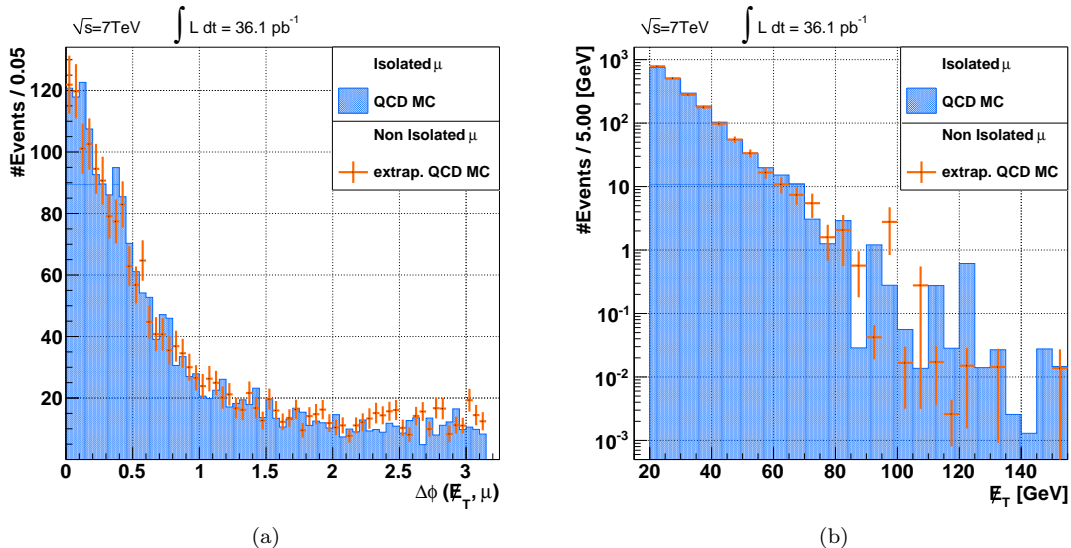 √s=7TeV ∫ L dt = 36.1 pb⁻¹
#Events / 0.05
Isolated μ
QCD MC
Non Isolated μ
extrap. QCD MC
120
100
80
60
40
20
0 0.5 1 1.5 2 2.5 3
Δϕ (E̸_T, μ)
(a)
√s=7TeV ∫ L dt = 36.1 pb⁻¹
#Events / 5.00 [GeV]
Isolated μ
QCD MC
Non Isolated μ
extrap. QCD MC
10³
10²
10
1
10⁻¹
10⁻²
10⁻³
20 40 60 80 100 120 140
E̸_T [GeV]
(b)